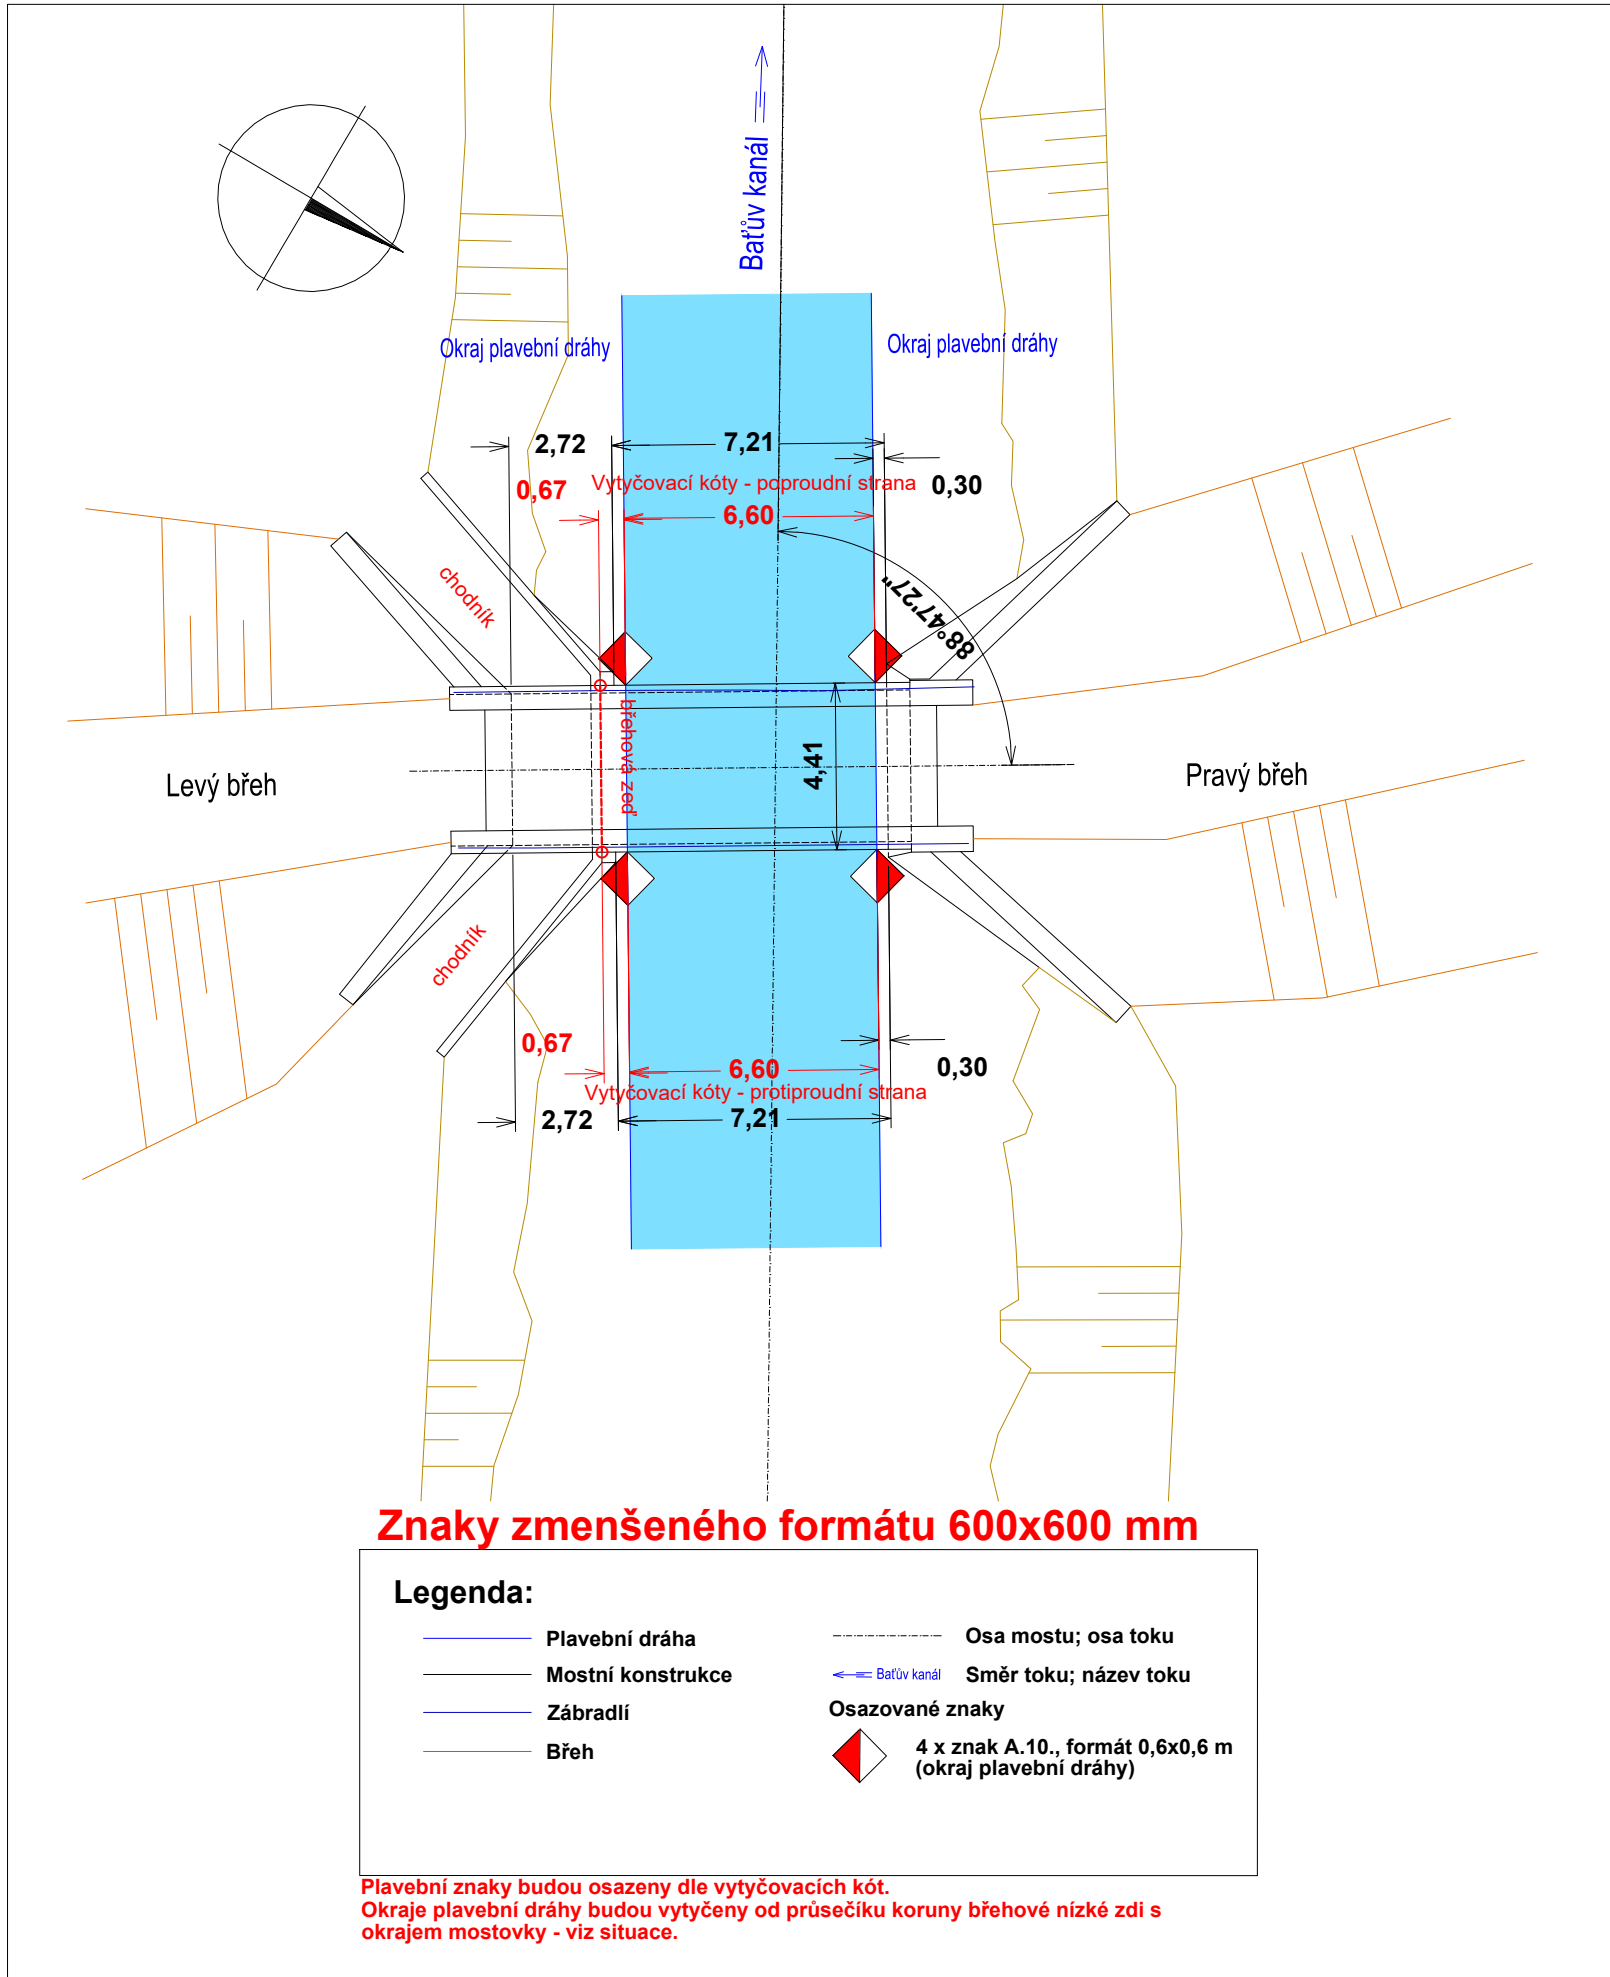 Baťův kanál
Okraj plavební dráhy
Okraj plavební dráhy
2,72
7,21
0,67
Vytyčovací kóty - poproudní strana
0,30
6,60
88°47'27"
chodník
břehová zeď
4,41
Levý břeh
Pravý břeh
chodník
0,67
6,60
0,30
Vytyčovací kóty - protiproudní strana
2,72
7,21
Znaky zmenšeného formátu 600x600 mm
Legenda:
Plavební dráha
Mostní konstrukce
Zábradlí
Břeh
Osa mostu; osa toku
Baťův kanál
Směr toku; název toku
Osazované znaky
4 x znak A.10., formát 0,6x0,6 m
(okraj plavební dráhy)
Plavební znaky budou osazeny dle vytyčovacích kót.
Okraje plavební dráhy budou vytyčeny od průsečíku koruny břehové nízké zdi s
okrajem mostovky - viz situace.